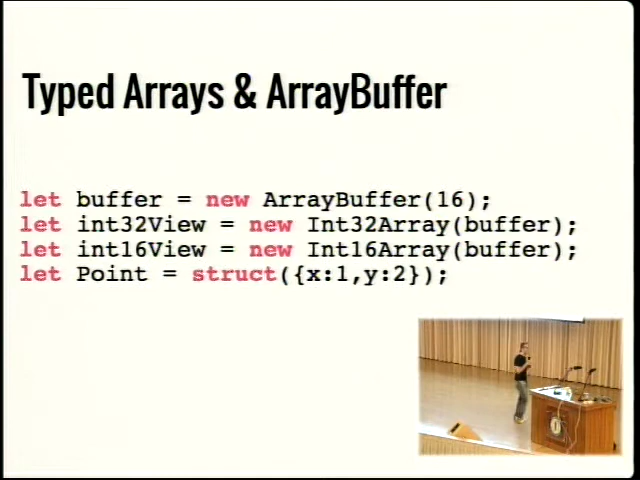 Typed Arrays & ArrayBuffer
let buffer = new ArrayBuffer(16);
let int32View = new Int32Array(buffer);
let int16View = new Int16Array(buffer);
let Point = struct({x:1,y:2});